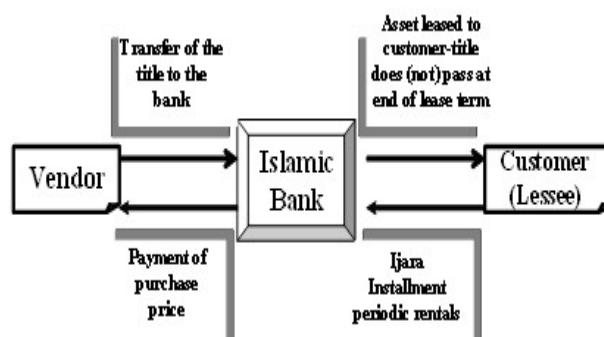 Transfer of the
title to the
bank
Asset leased to
customer-title
does (not) pass at
end of lease term
Vendor
Islamic
Bank
Customer
(Lessee)
Payment of
purchase
price
Ijara
Installment
periodic rentals